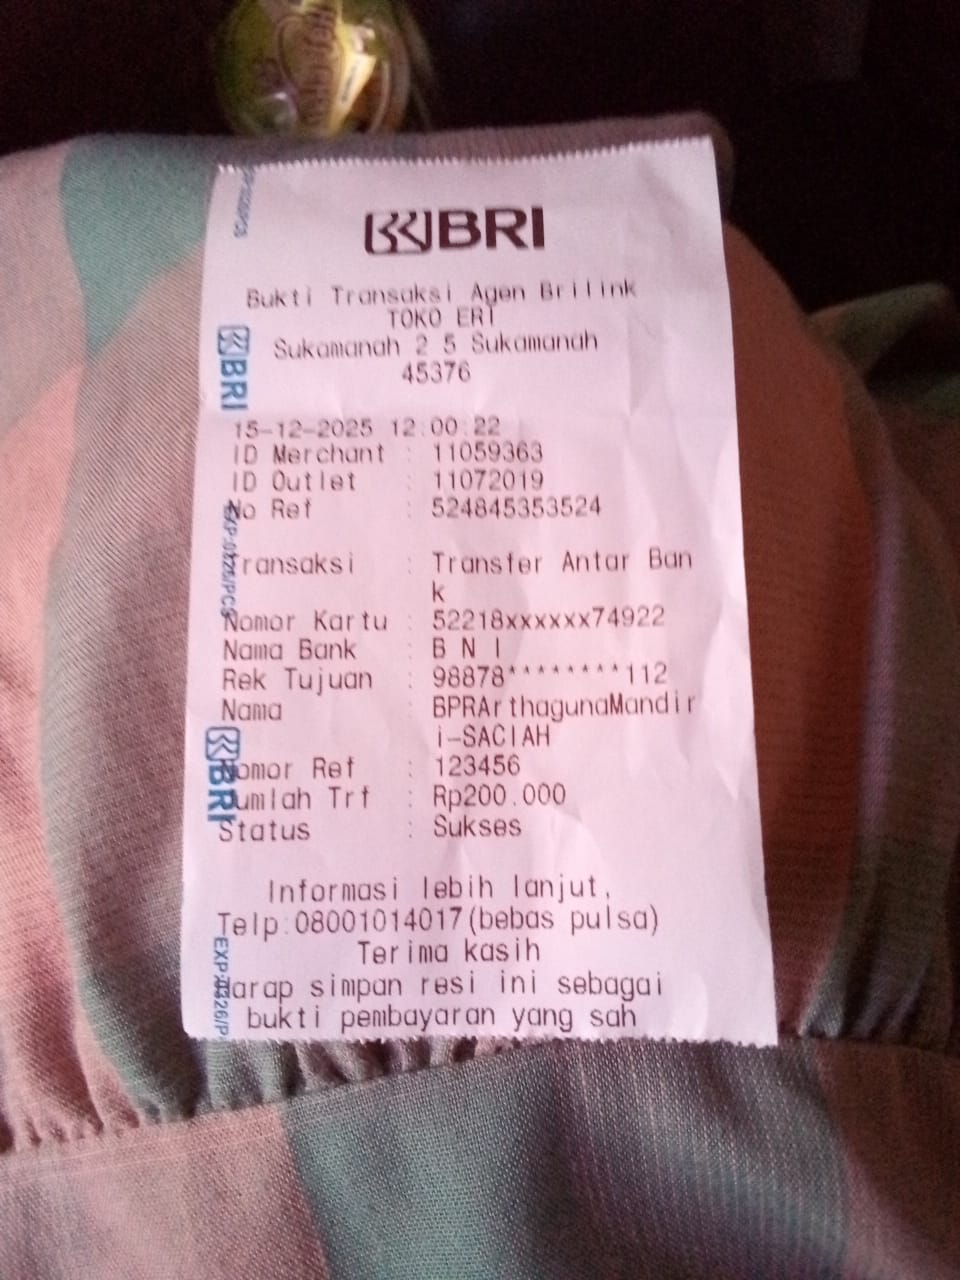 BRI
Bukti Transaksi Agen Brilink
TOKO ERI
Sukamanah 2 5 Sukamanah
45376
15-12-2025 12:00:22
ID Merchant : 11059363
ID Outlet : 11072019
No Ref : 524845353524
Transaksi : Transfer Antar Ban
k
Nomor Kartu : 52218xxxxxx74922
Nama Bank : B N I
Rek Tujuan : 98878********112
Nama : BPRArthagunaMandir
i-SACIAH
Nomor Ref : 123456
Jumlah Trf : Rp200.000
Status : Sukses
Informasi lebih lanjut,
Telp:08001014017(bebas pulsa)
Terima kasih
Harap simpan resi ini sebagai
bukti pembayaran yang sah
BRI
BRI